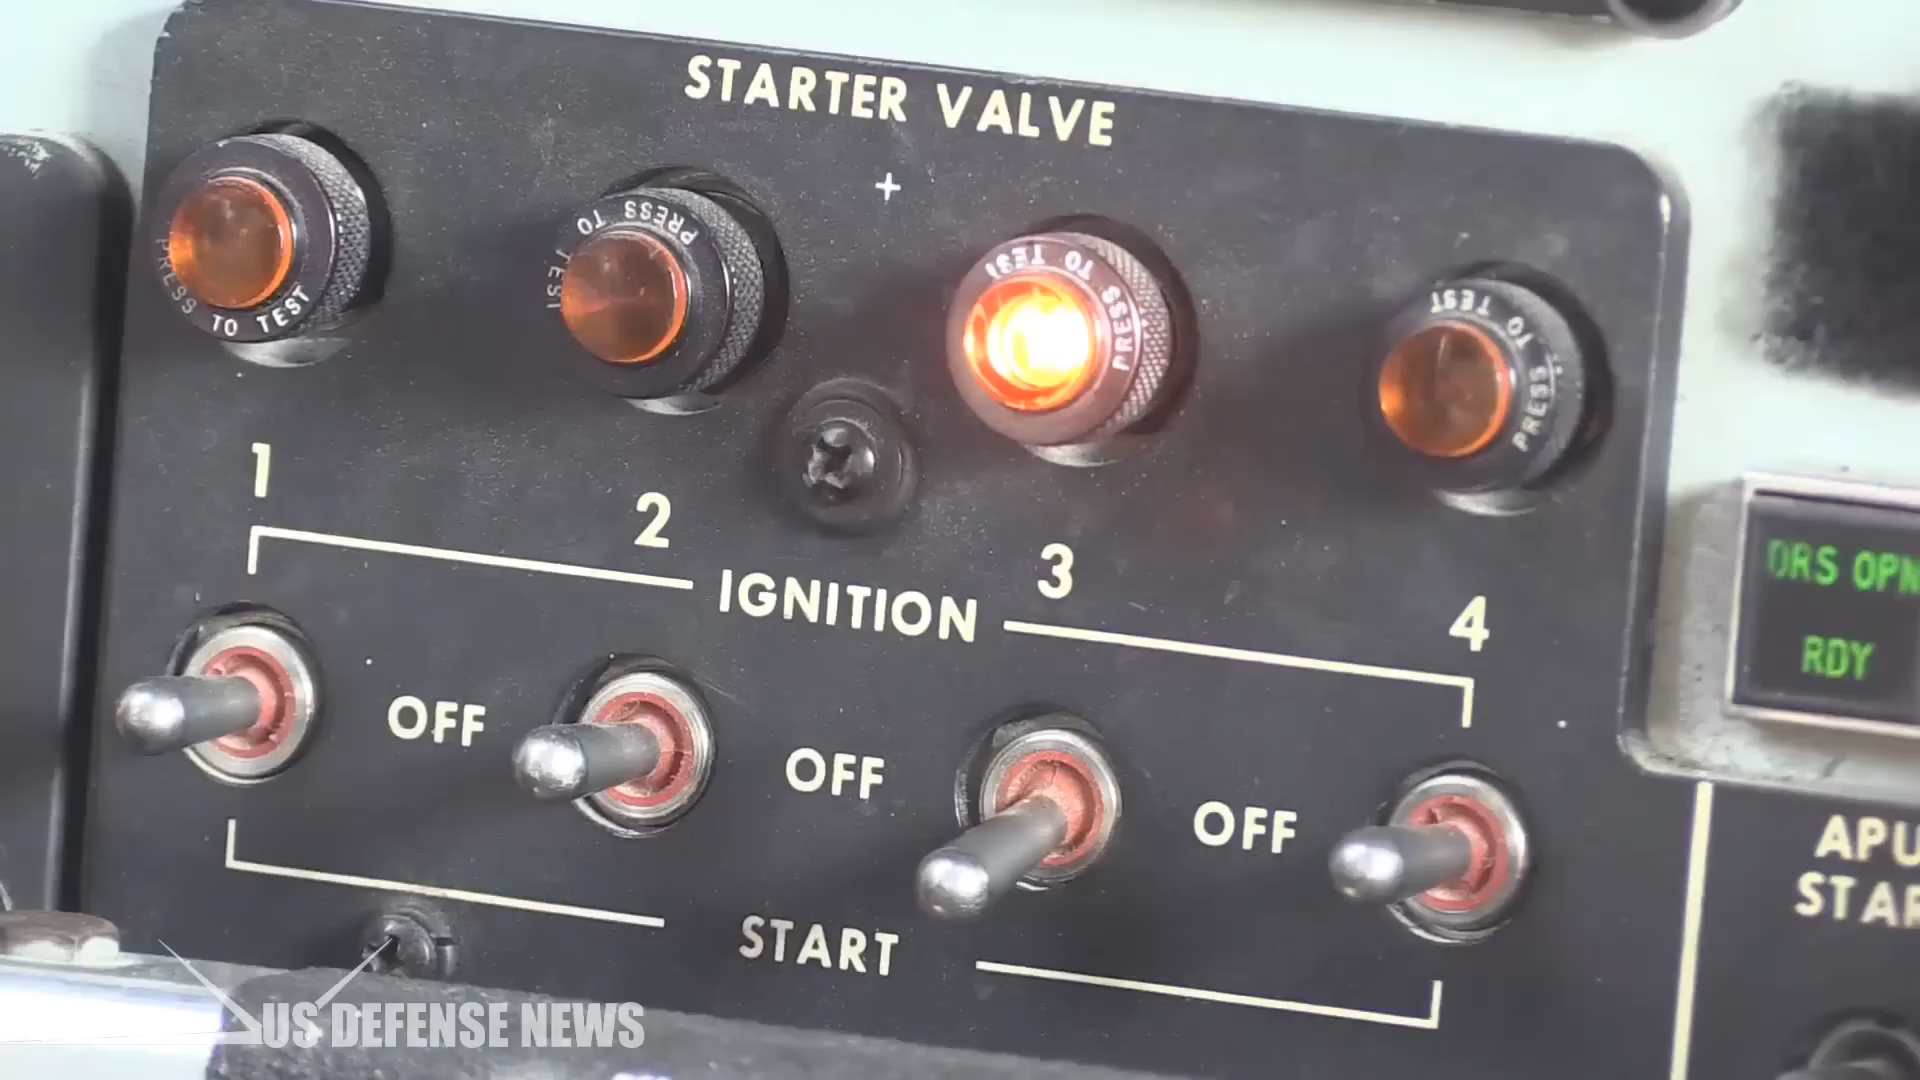 STARTER VALVE
+
PRESS TO TEST
PRESS TO TEST
PRESS TO TEST
PRESS TO TEST
1
2
3
4
IGNITION
DRS OPN
RDY
OFF
OFF
OFF
START
APU
STAR
US DEFENSE NEWS